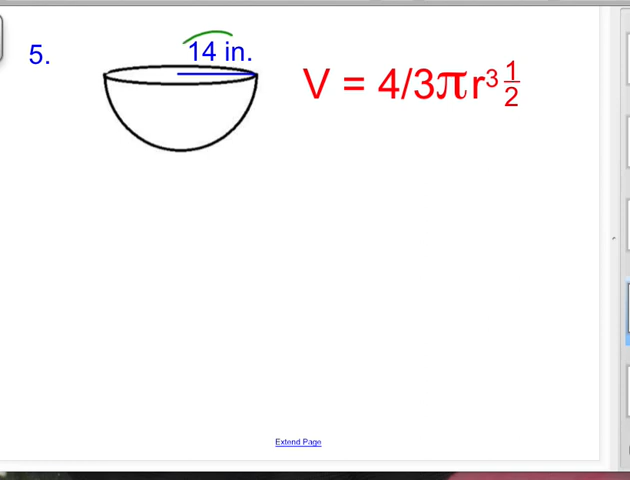 5.
14 in.
V = 4/3πr³ 1/2
Extend Page